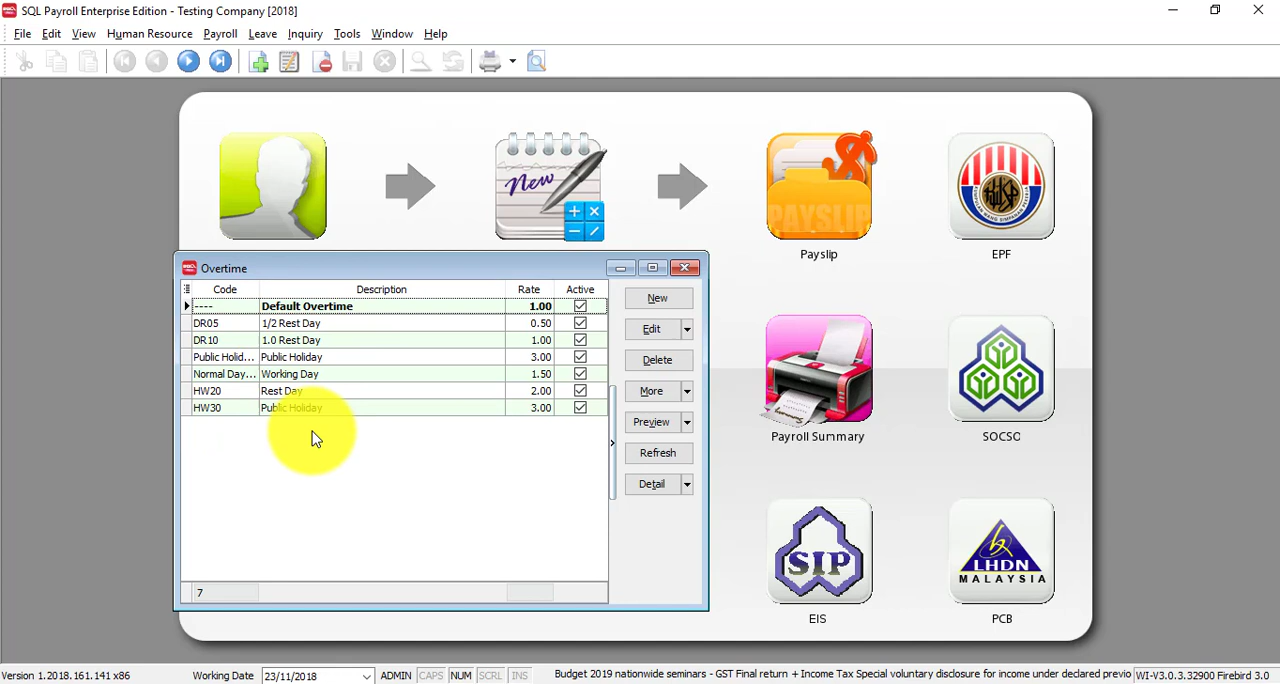 SQL Payroll Enterprise Edition - Testing Company [2018]
File Edit View Human Resource Payroll Leave Inquiry Tools Window Help
New
PAYSLIP
Payslip
EPF
Overtime
Code Description Rate Active
---- Default Overtime 1.00
DR05 1/2 Rest Day 0.50
DR10 1.0 Rest Day 1.00
Public Holid... Public Holiday 3.00
Normal Day... Working Day 1.50
HW20 Rest Day 2.00
HW30 Public Holiday 3.00
7
New
Edit
Delete
More
Preview
Refresh
Detail
Payroll Summary
SOCSO
SIP
EIS
LHDN
MALAYSIA
PCB
Version 1.2018.161.141 x86 Working Date 23/11/2018 ADMIN CAPS NUM SCRL INS Budget 2019 nationwide seminars - GST Final return + Income Tax Special voluntary disclosure for income under declared previo WI-V3.0.3.32900 Firebird 3.0